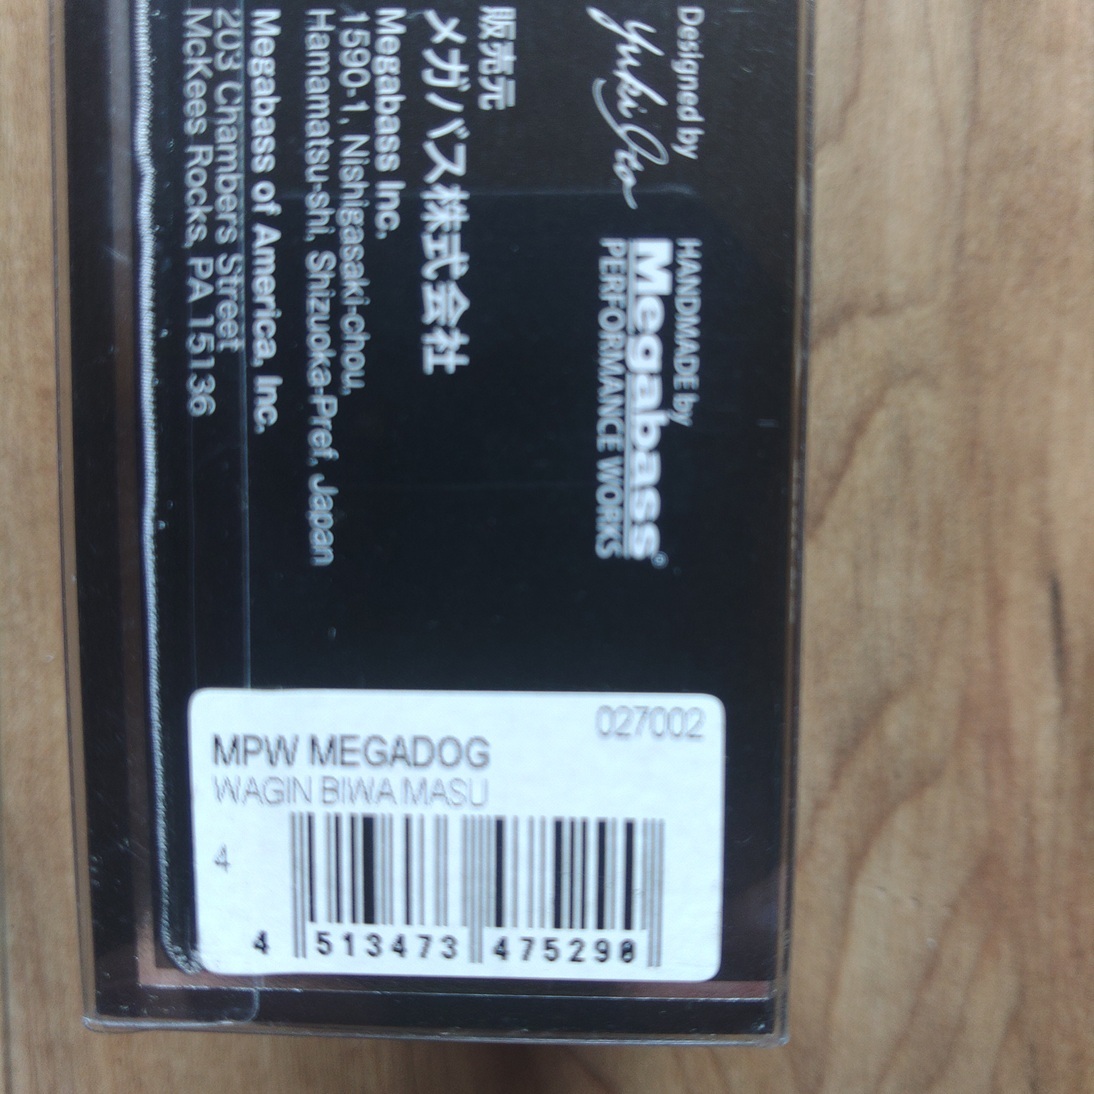 Designed by
Yuki Ito
HANDMADE by
Megabass®
PERFORMANCE WORKS
販売元
メガバス株式会社
Megabass Inc.
1590-1, Nishigasaki-chou,
Hamamatsu-shi, Shizuoka-Pref, Japan
Megabass of America, Inc.
203 Chambers Street,
McKees Rocks, PA 15136
027002
MPW MEGADOG
WAGIN BIWA MASU
4
4 513473 475290